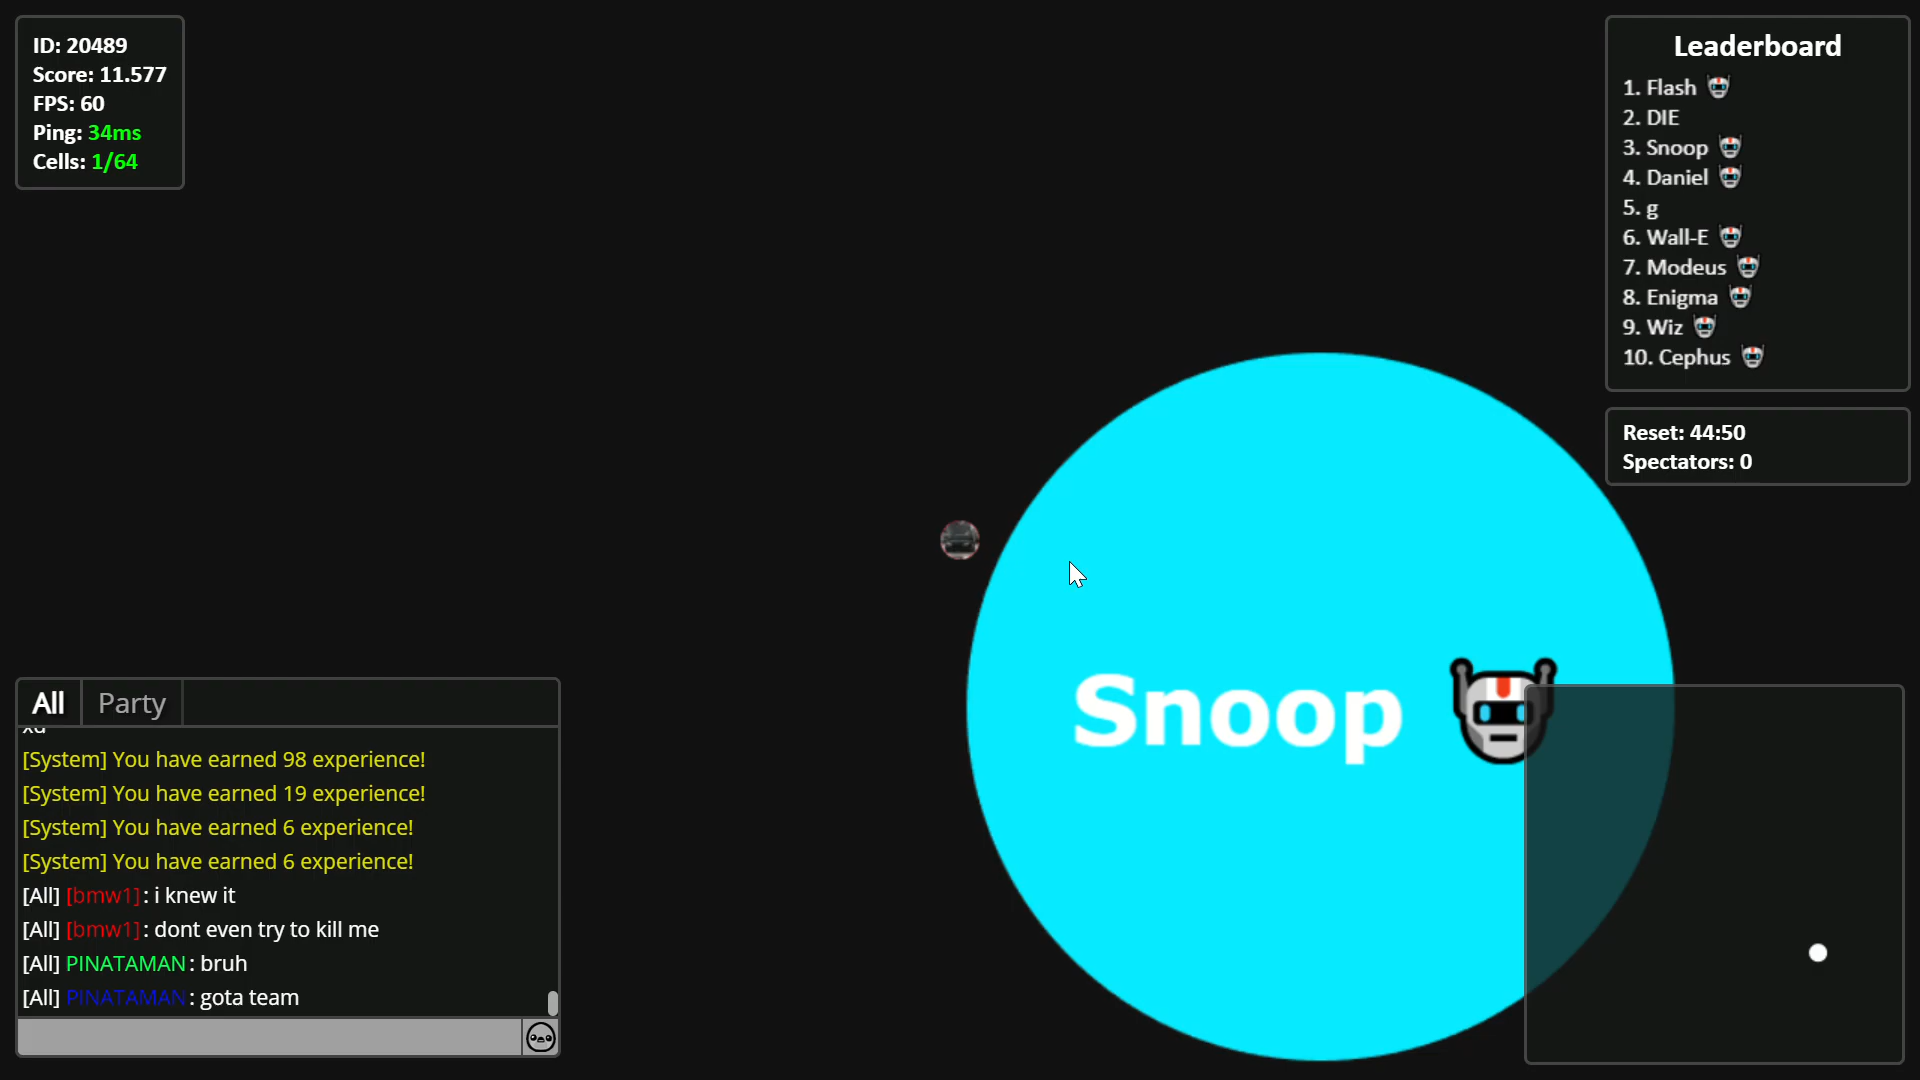 ID: 20489
Score: 11.577
FPS: 60
Ping: 34ms
Cells: 1/64
Leaderboard
1. Flash
2. DIE
3. Snoop
4. Daniel
5. g
6. Wall-E
7. Modeus
8. Enigma
9. Wiz
10. Cephus
Reset: 44:50
Spectators: 0
Snoop
All Party
[System] You have earned 98 experience!
[System] You have earned 19 experience!
[System] You have earned 6 experience!
[System] You have earned 6 experience!
[All] [bmw1]: i knew it
[All] [bmw1]: dont even try to kill me
[All] PINATAMAN: bruh
[All] PINATAMAN: gota team